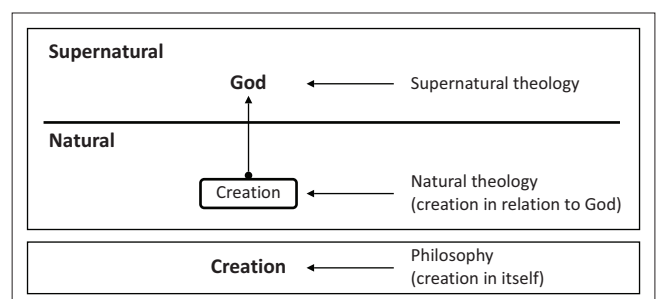 Supernatural
God
Supernatural theology
Natural
Creation
Natural theology
(creation in relation to God)
Creation
Philosophy
(creation in itself)